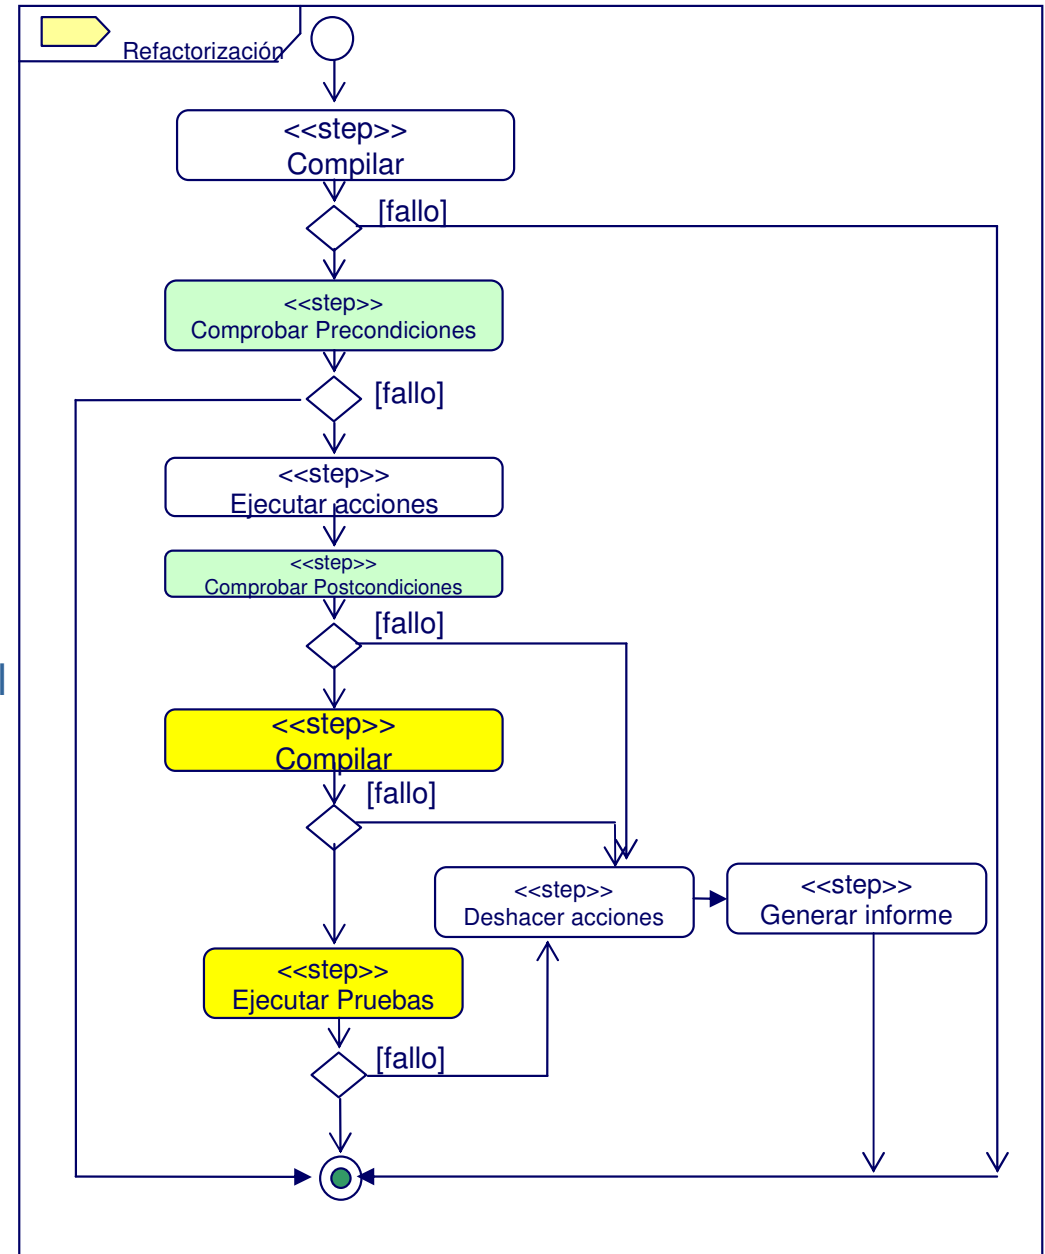 Refactorización
<<step>>
Compilar
[fallo]
<<step>>
Comprobar Precondiciones
[fallo]
<<step>>
Ejecutar acciones
<<step>>
Comprobar Postcondiciones
[fallo]
<<step>>
Compilar
[fallo]
<<step>>
Deshacer acciones
<<step>>
Generar informe
<<step>>
Ejecutar Pruebas
[fallo]